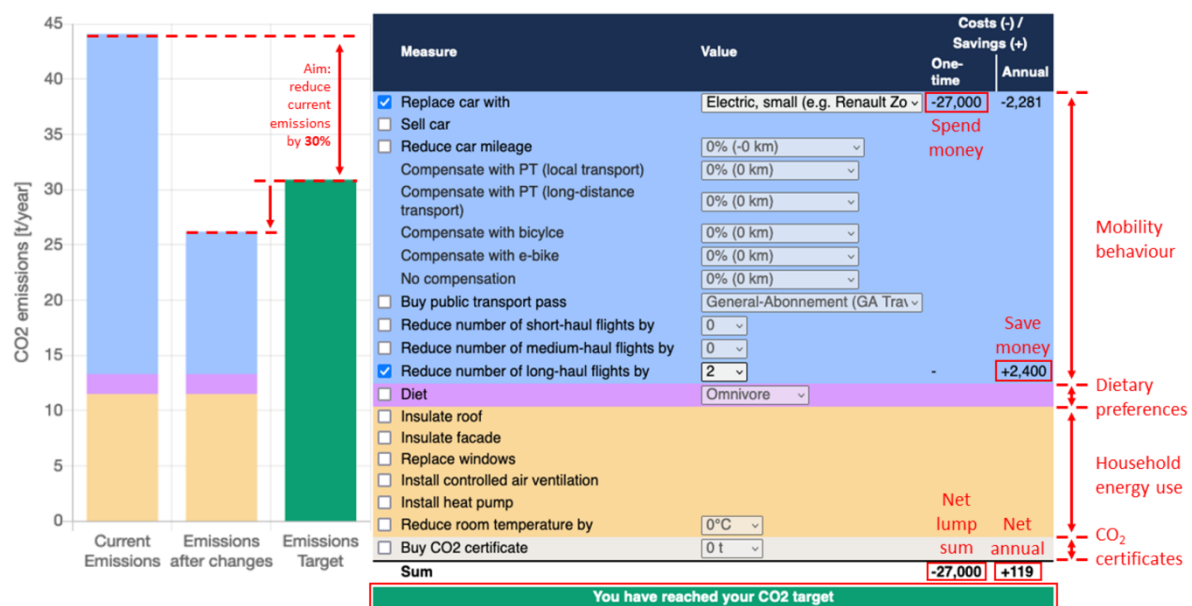 45
40
35
30
25
20
15
10
5
0
CO2 emissions [t/year]
Aim:
reduce
current
emissions
by 30%
Current
Emissions
Emissions
after changes
Emissions
Target
Costs (-) /
Savings (+)
Measure
Value
One-
time
Annual
Replace car with
Electric, small (e.g. Renault Zo
-27,000
-2,281
Sell car
Spend
money
Reduce car mileage
0% (-0 km)
Compensate with PT (local transport)
0% (0 km)
Compensate with PT (long-distance
transport)
0% (0 km)
Compensate with bicylce
0% (0 km)
Compensate with e-bike
0% (0 km)
No compensation
0% (0 km)
Buy public transport pass
General-Abonnement (GA Trav
Reduce number of short-haul flights by
0
Reduce number of medium-haul flights by
0
Save
money
Reduce number of long-haul flights by
2
-
+2,400
Diet
Omnivore
Insulate roof
Insulate facade
Replace windows
Install controlled air ventilation
Install heat pump
Reduce room temperature by
0°C
Net
lump
sum
Net
annual
Buy CO2 certificate
0 t
Sum
-27,000
+119
You have reached your CO2 target
Mobility
behaviour
Dietary
preferences
Household
energy use
CO₂
certificates